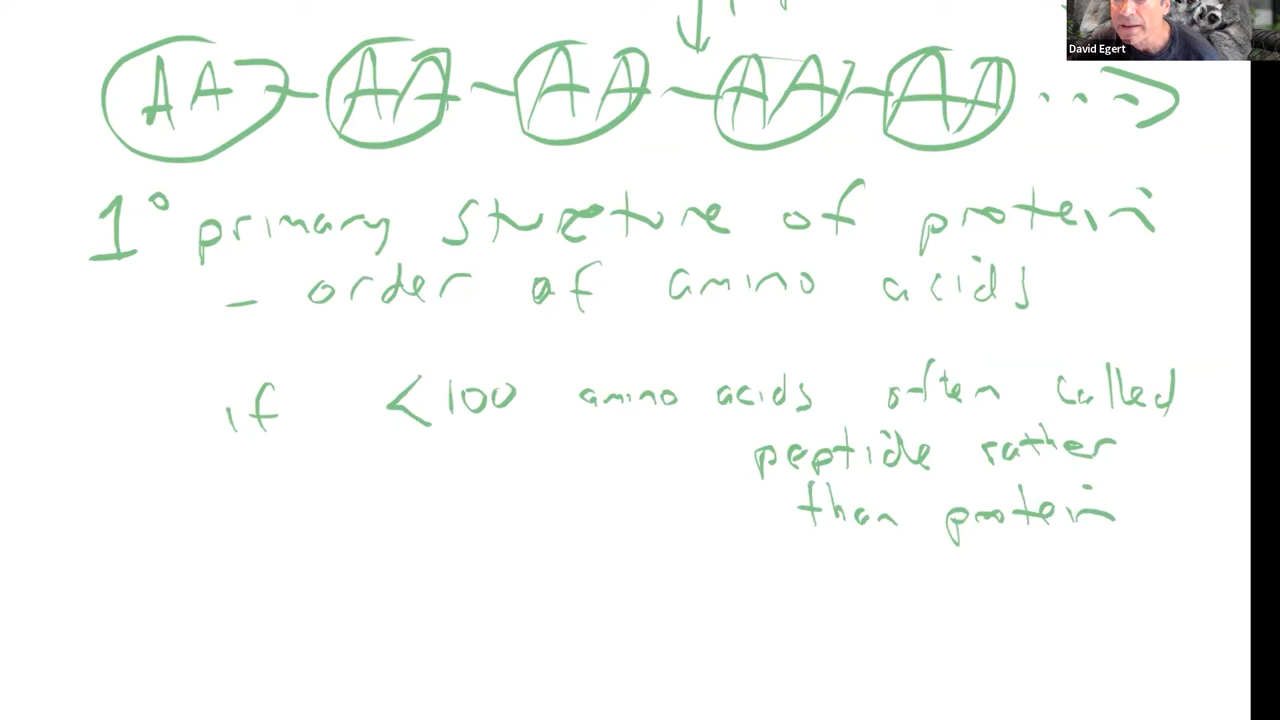 David Egert
AA - AA - AA - AA - AA ...>
1° primary structure of protein
- order of amino acids
if <100 amino acids often called
peptide rather
than protein